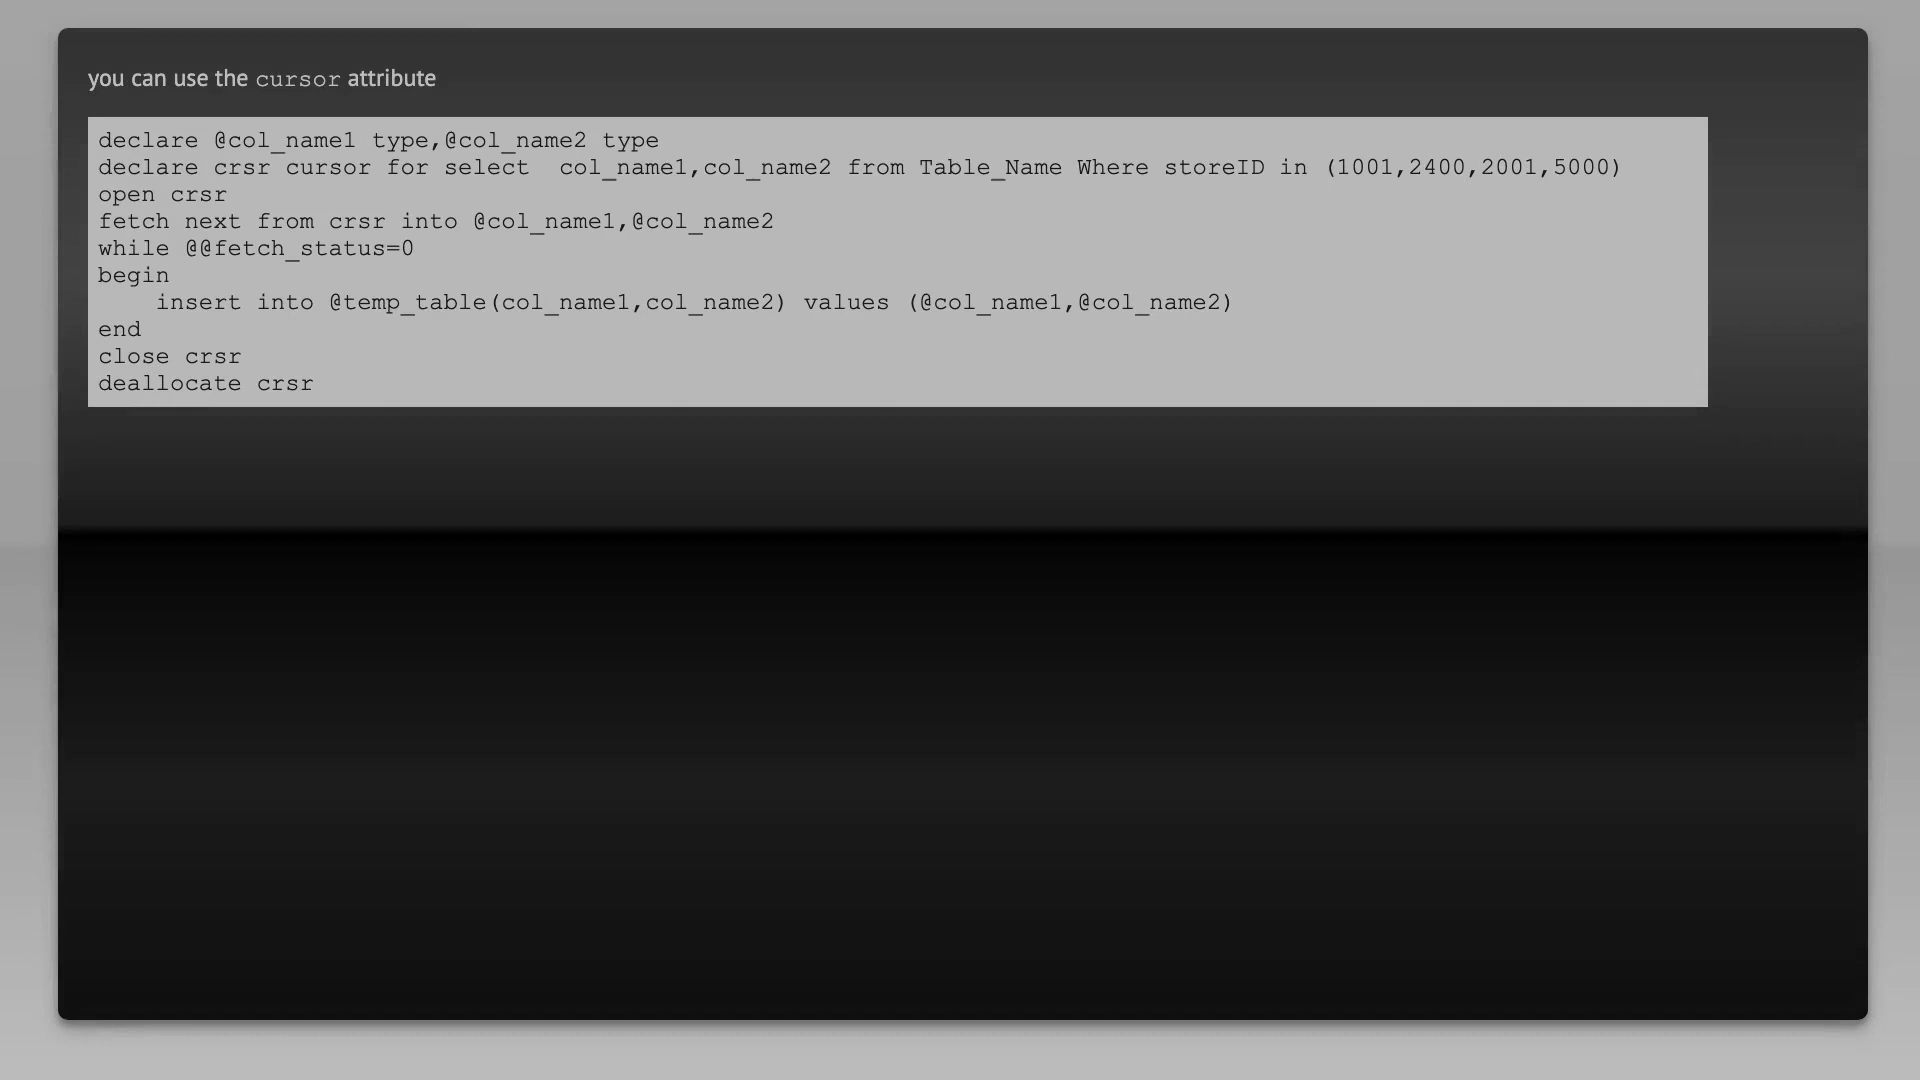 you can use the cursor attribute
declare @col_name1 type,@col_name2 type
declare crsr cursor for select  col_name1,col_name2 from Table_Name Where storeID in (1001,2400,2001,5000)
open crsr
fetch next from crsr into @col_name1,@col_name2
while @@fetch_status=0
begin
    insert into @temp_table(col_name1,col_name2) values (@col_name1,@col_name2)
end
close crsr
deallocate crsr